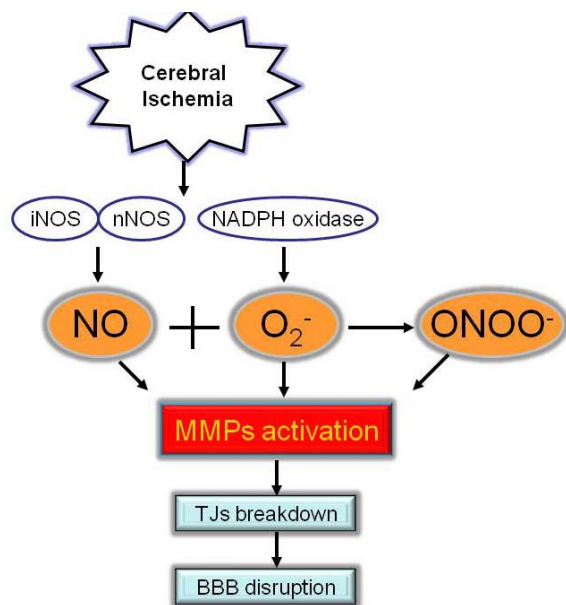 Cerebral
Ischemia
iNOS nNOS NADPH oxidase
NO + O₂⁻ ONOO⁻
MMPs activation
TJs breakdown
BBB disruption